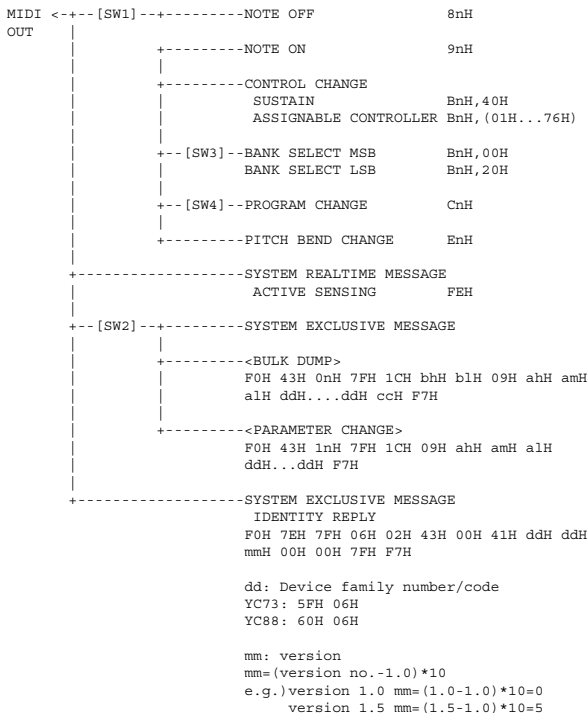 MIDI <-+--[SW1]--+---------NOTE OFF                8nH
OUT    |         |
       |         +---------NOTE ON                 9nH
       |         |
       |         +---------CONTROL CHANGE
       |         |          SUSTAIN                BnH,40H
       |         |          ASSIGNABLE CONTROLLER BnH,(01H...76H)
       |         |
       |         +--[SW3]--BANK SELECT MSB         BnH,00H
       |         |         BANK SELECT LSB         BnH,20H
       |         |
       |         +--[SW4]--PROGRAM CHANGE          CnH
       |         |
       |         +---------PITCH BEND CHANGE       EnH
       |
       +-------------------SYSTEM REALTIME MESSAGE
       |                    ACTIVE SENSING         FEH
       |
       +--[SW2]--+---------SYSTEM EXCLUSIVE MESSAGE
       |         |
       |         +---------<BULK DUMP>
       |         |         F0H 43H 0nH 7FH 1CH bhH blH 09H ahH amH
       |         |         alH ddH....ddH ccH F7H
       |         |
       |         +---------<PARAMETER CHANGE>
       |                   F0H 43H 1nH 7FH 1CH 09H ahH amH alH
       |                   ddH...ddH F7H
       |
       +-------------------SYSTEM EXCLUSIVE MESSAGE
                            IDENTITY REPLY
                           F0H 7EH 7FH 06H 02H 43H 00H 41H ddH ddH
                           mmH 00H 00H 7FH F7H

                           dd: Device family number/code
                           YC73: 5FH 06H
                           YC88: 60H 06H

                           mm: version
                           mm=(version no.-1.0)*10
                           e.g.)version 1.0 mm=(1.0-1.0)*10=0
                                version 1.5 mm=(1.5-1.0)*10=5